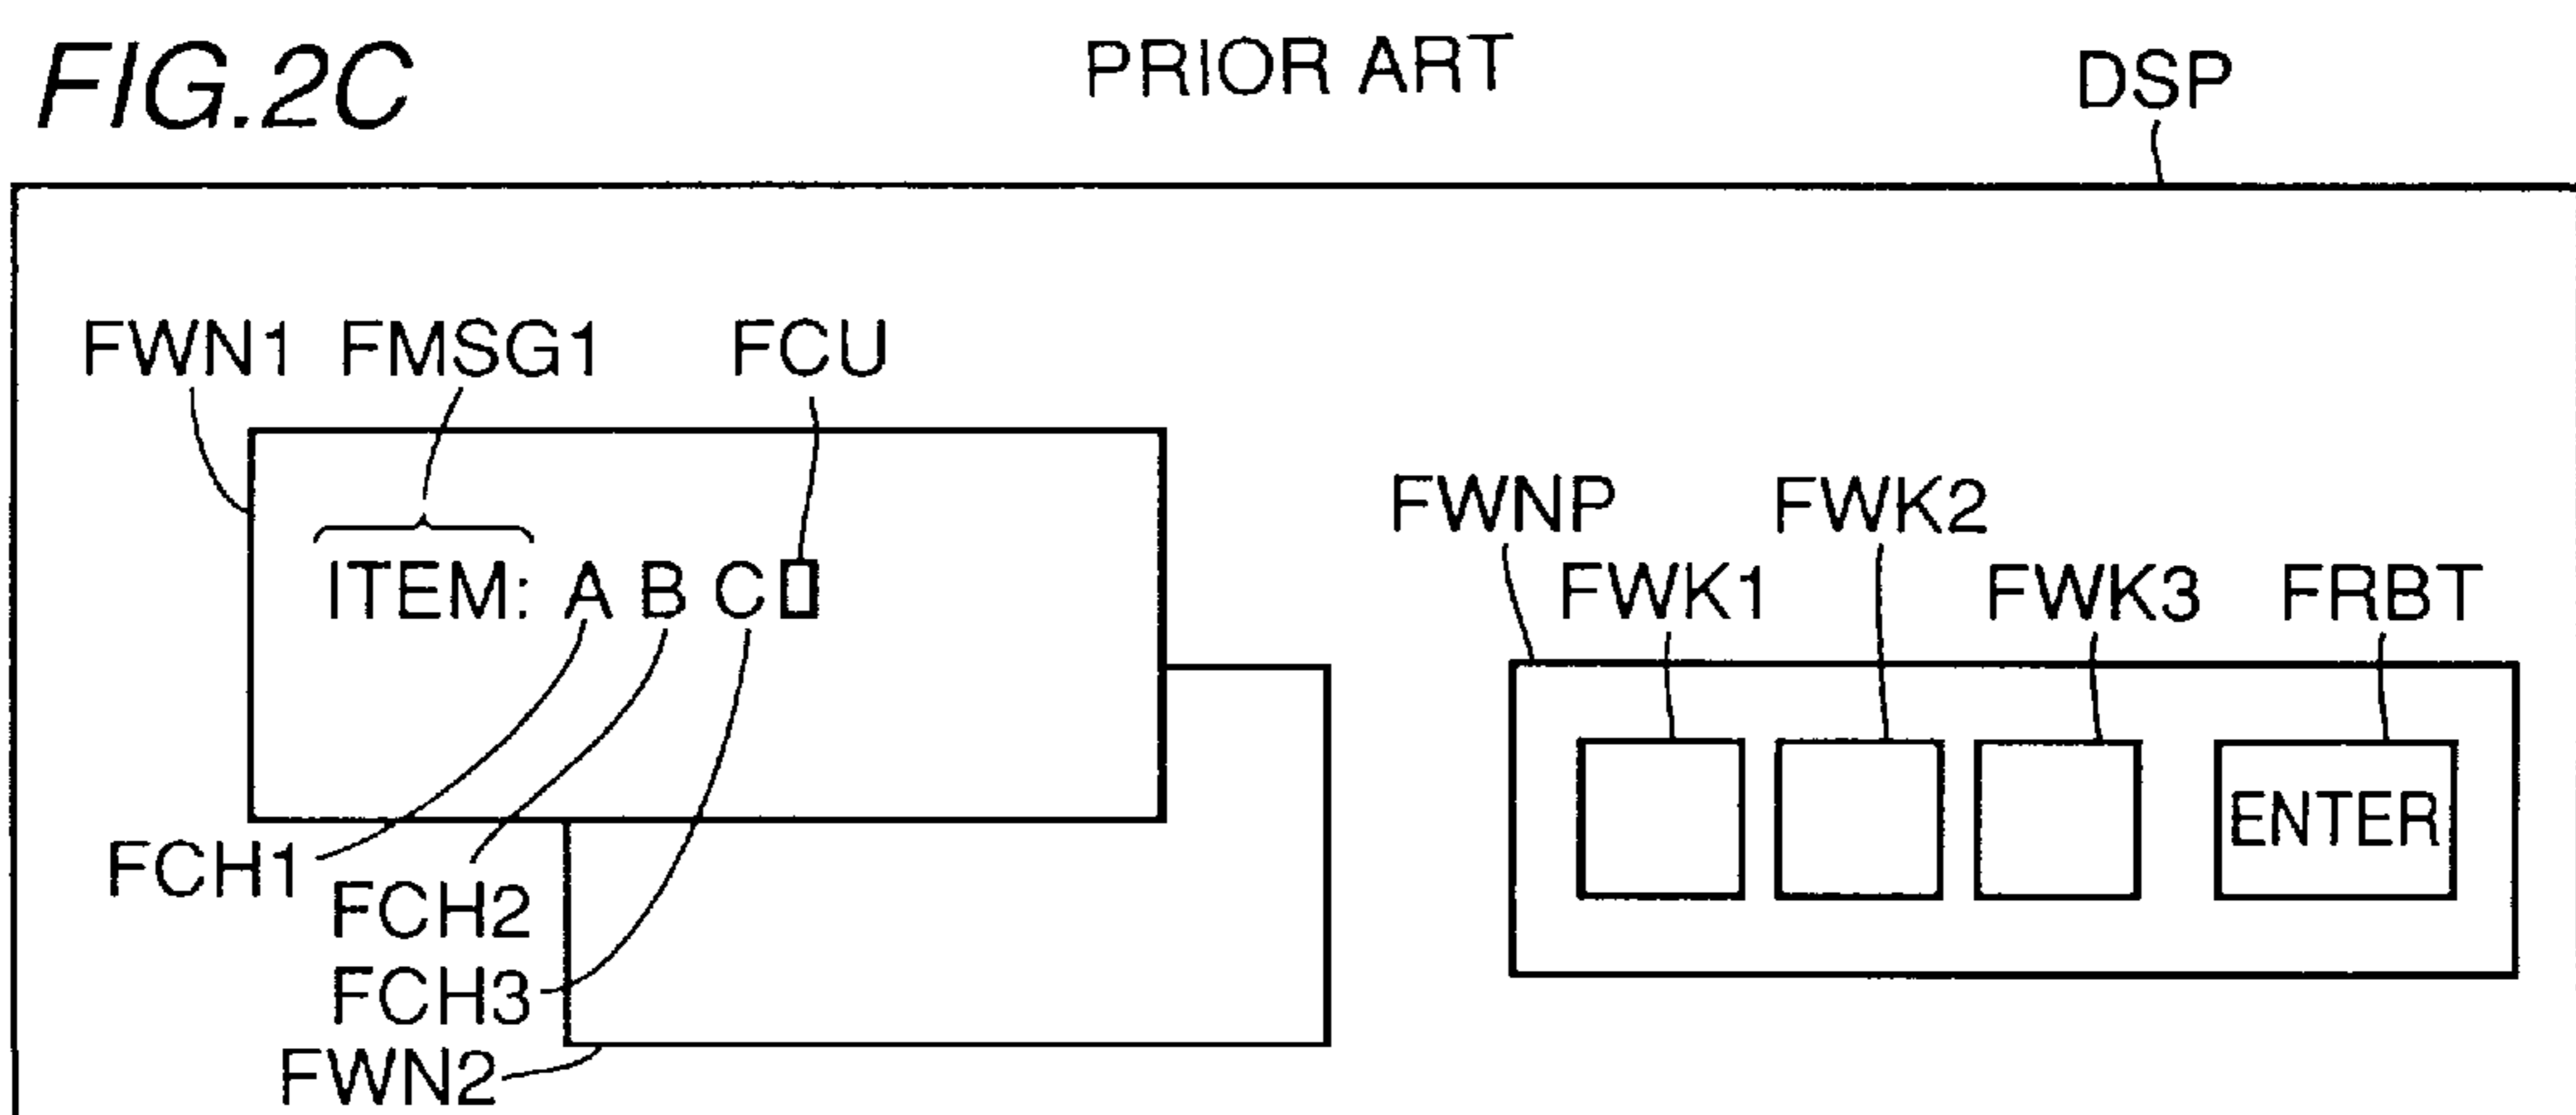 FIG.2C
PRIOR ART
DSP
FWN1 FMSG1 FCU
ITEM: A B C
FCH1
FCH2
FCH3
FWN2
FWNP FWK2
FWK1 FWK3 FRBT
ENTER